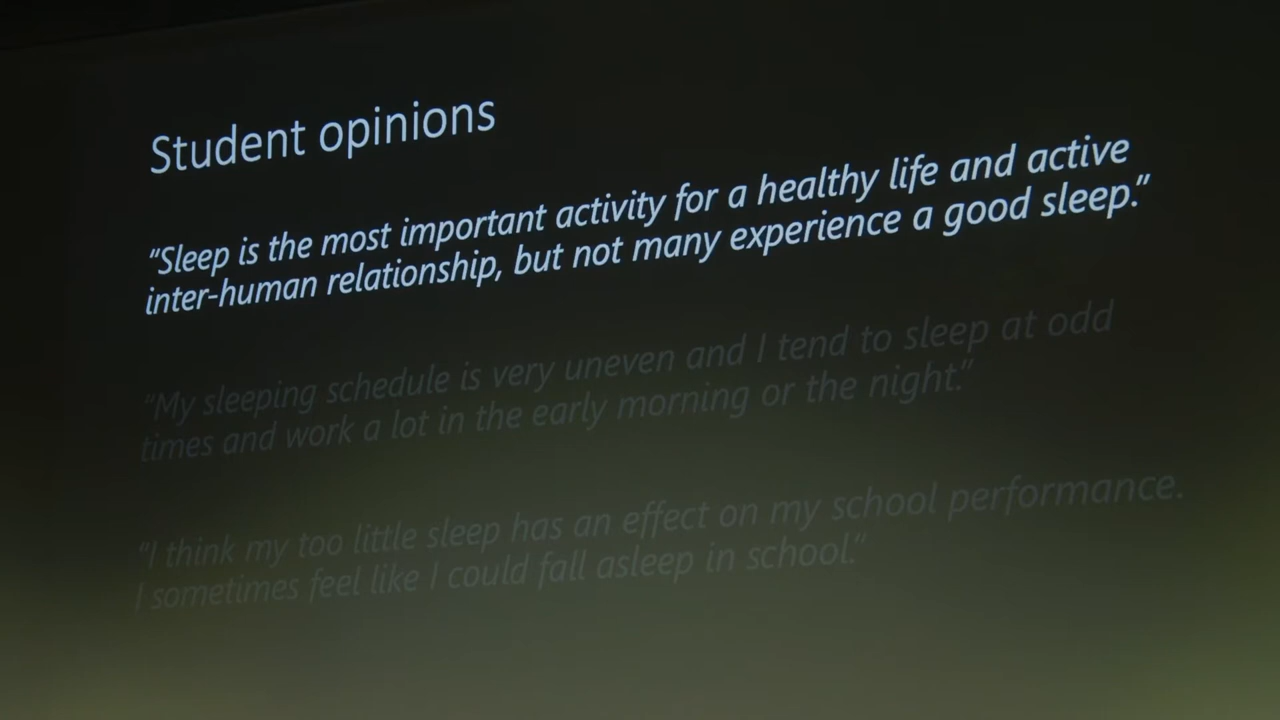 Student opinions
“Sleep is the most important activity for a healthy life and active
inter-human relationship, but not many experience a good sleep.”
“My sleeping schedule is very uneven and I tend to sleep at odd
times and work a lot in the early morning or the night.”
“I think my too little sleep has an effect on my school performance.
I sometimes feel like I could fall asleep in school.“